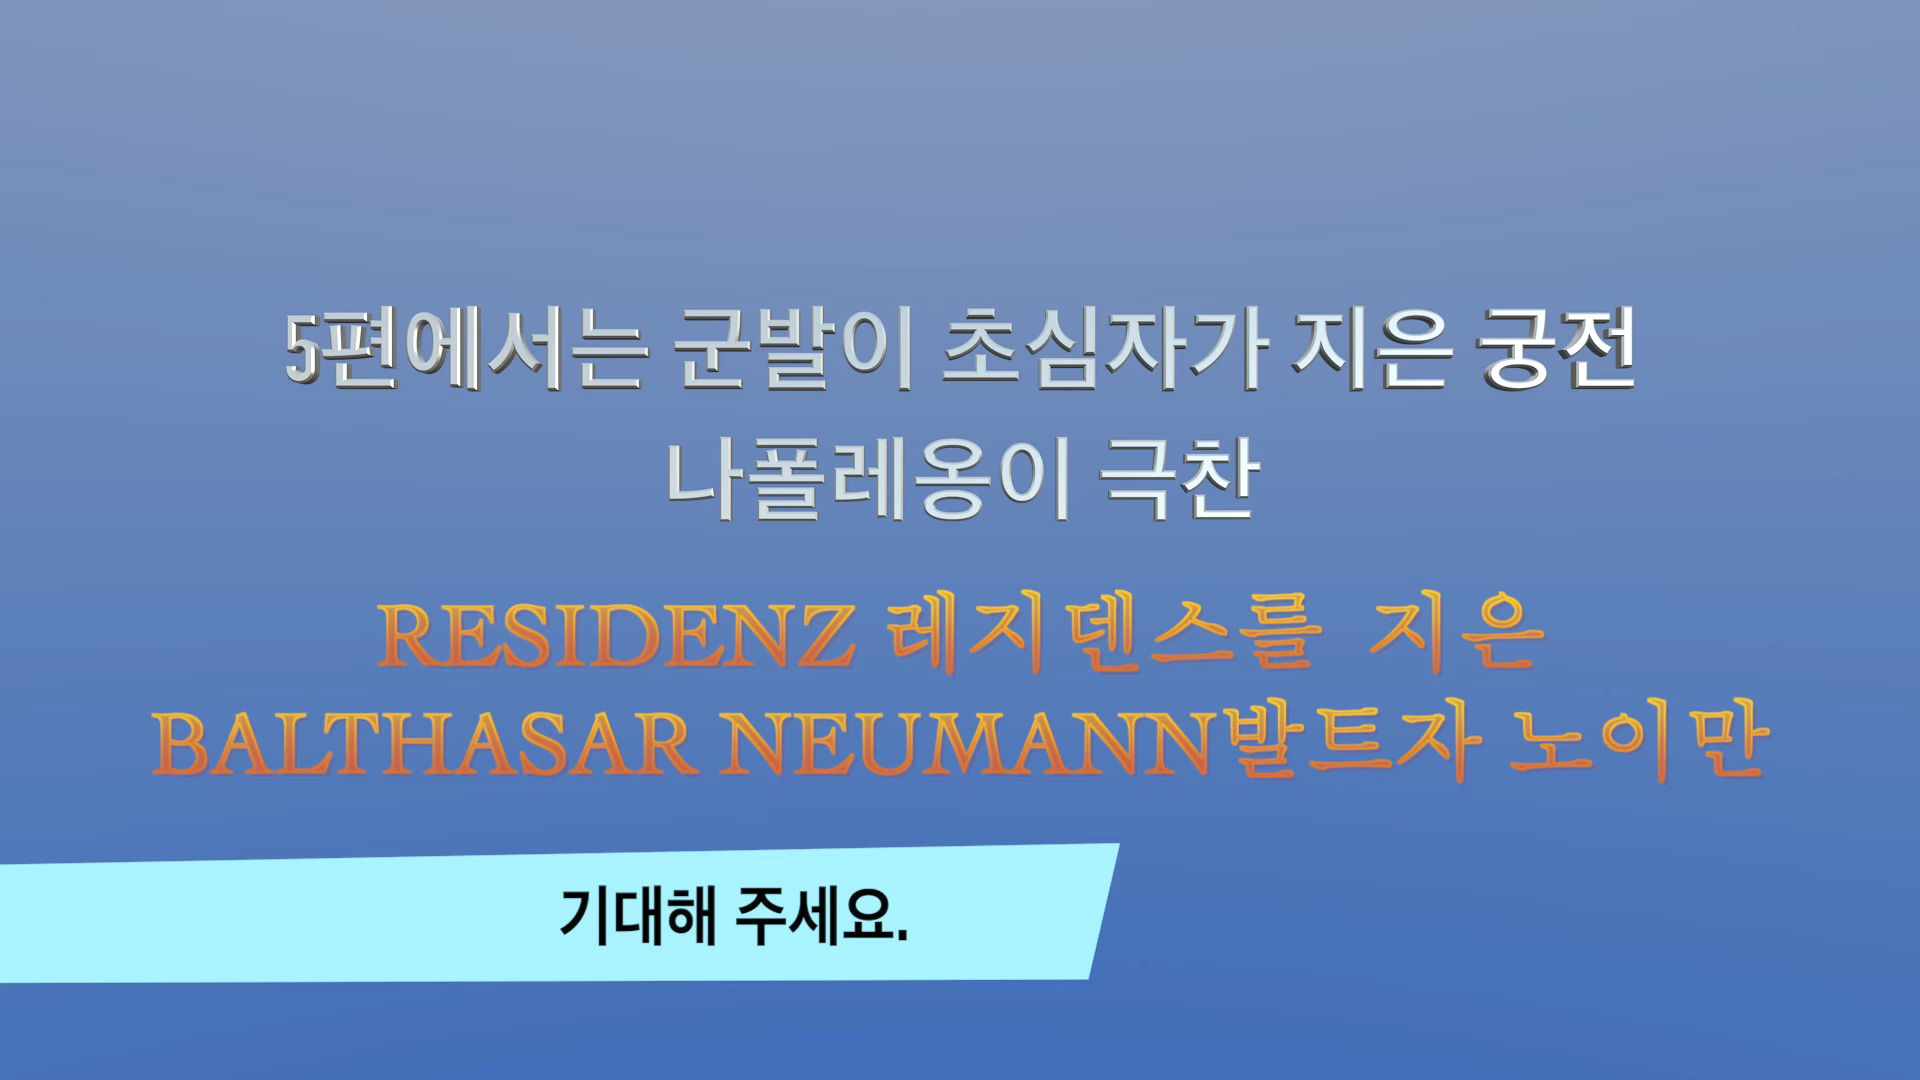 5편에서는 군발이 초심자가 지은 궁전
나폴레옹이 극찬
RESIDENZ 레지덴스를 지은
BALTHASAR NEUMANN발트자 노이만
기대해 주세요.